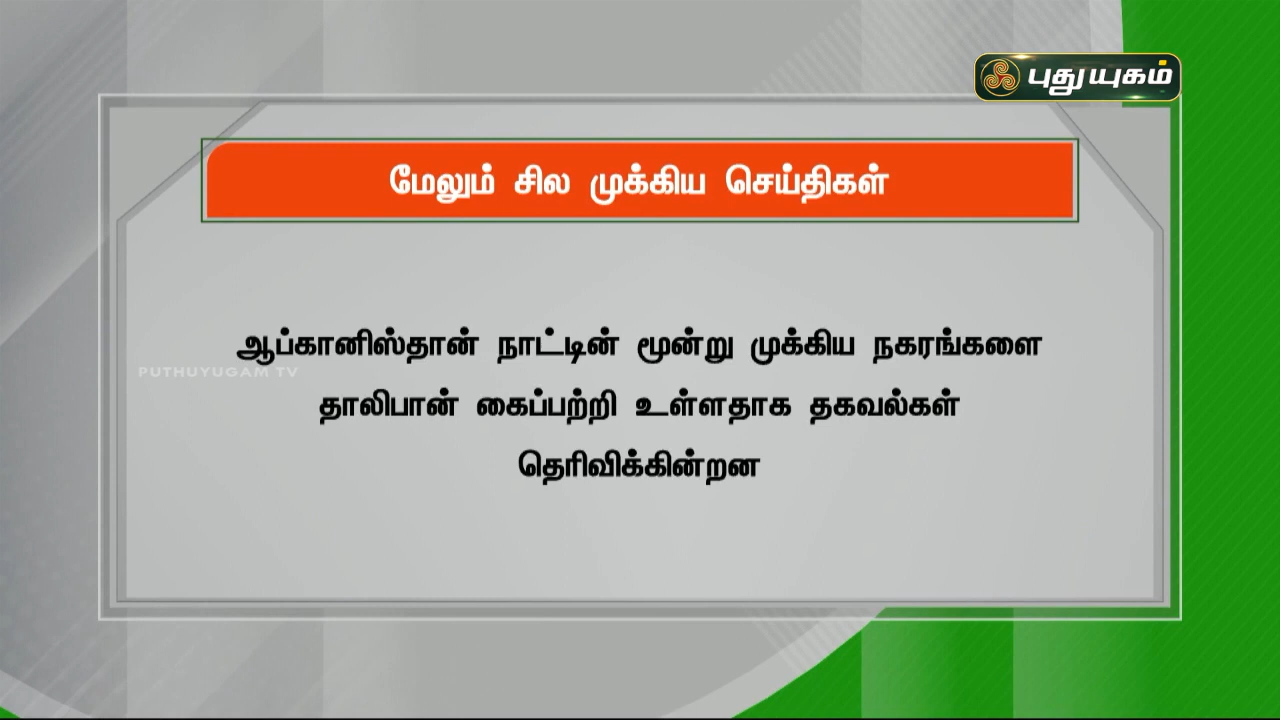 புதுயுகம்
மேலும் சில முக்கிய செய்திகள்
ஆப்கானிஸ்தான் நாட்டின் மூன்று முக்கிய நகரங்களை
PUTHUYUGAM TV
தாலிபான் கைப்பற்றி உள்ளதாக தகவல்கள்
தெரிவிக்கின்றன